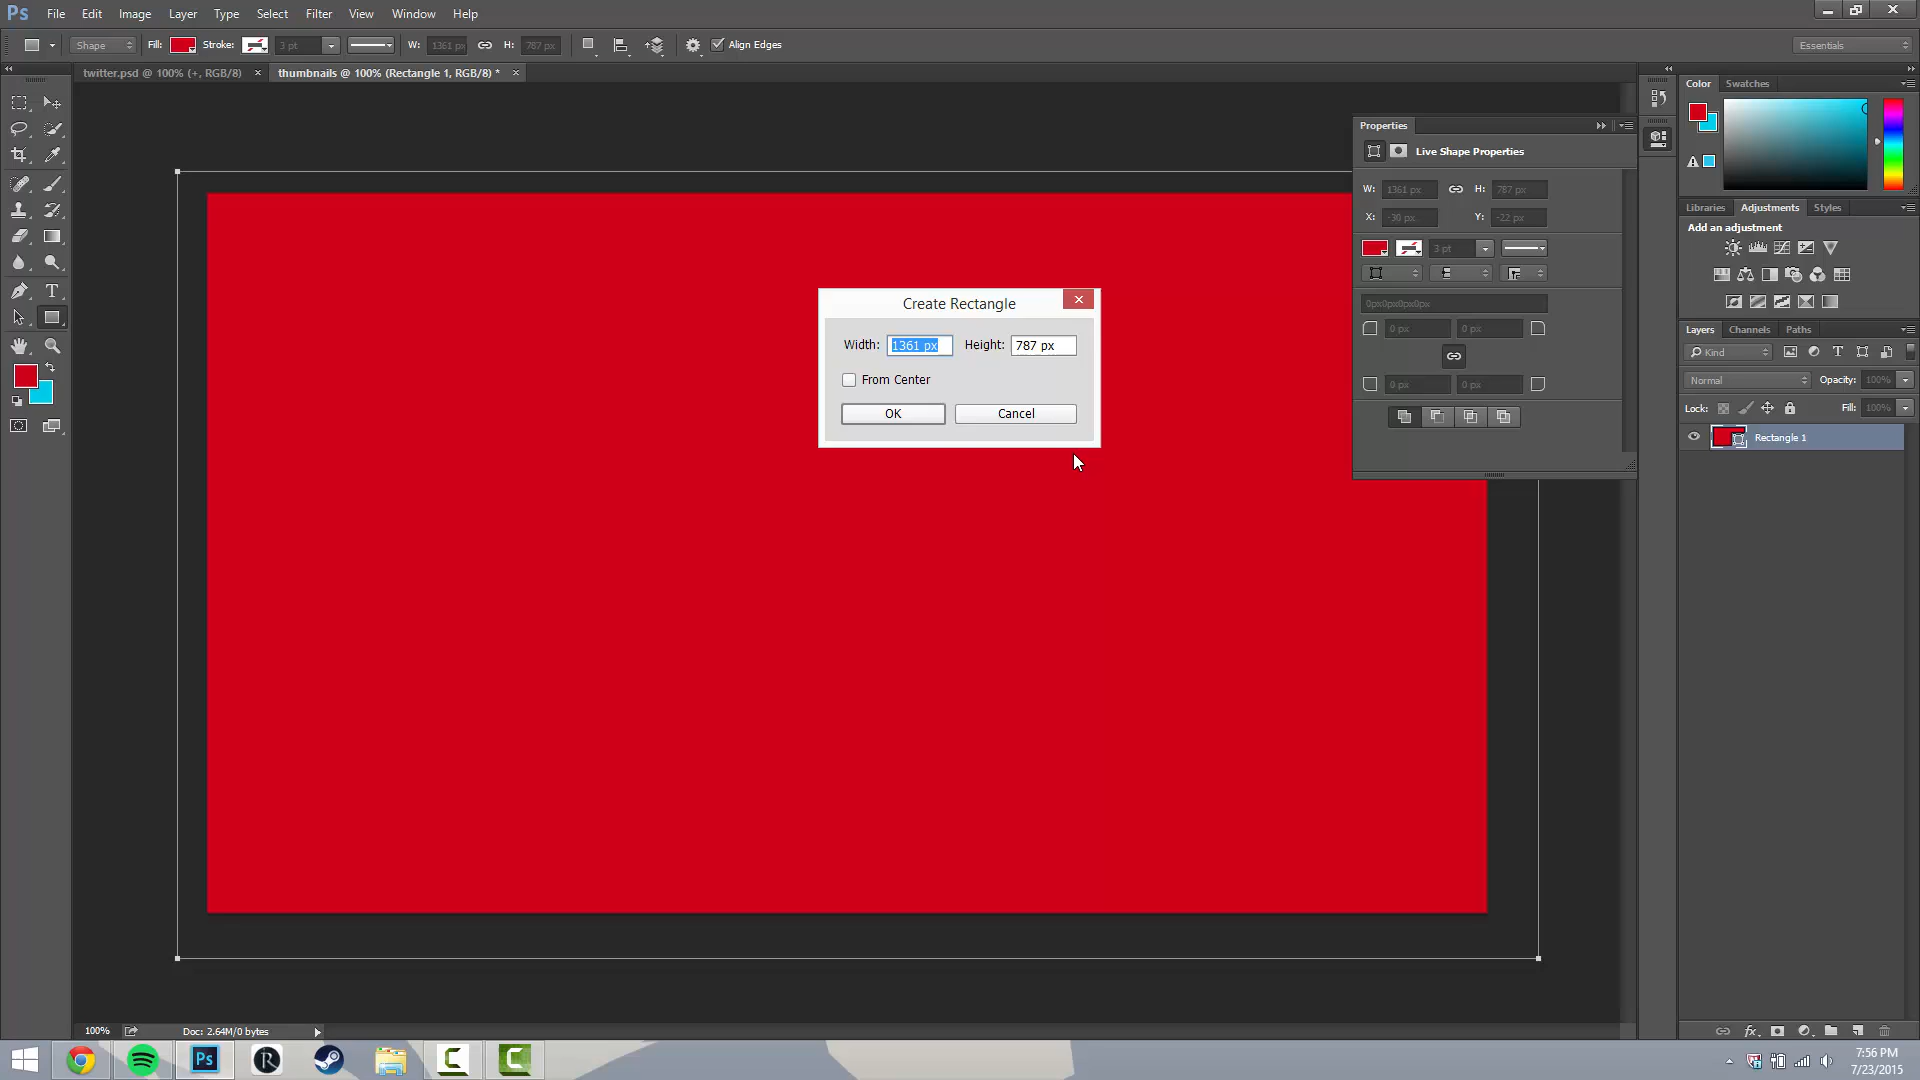 Ps File Edit Image Layer Type Select Filter View Window Help
Shape Fill: Stroke: 3 pt W: 1361 px H: 787 px Align Edges Essentials
twitter.psd @ 100% (+, RGB/8) × thumbnails @ 100% (Rectangle 1, RGB/8) * ×
Color Swatches
Properties
Live Shape Properties
W: 1361 px H: 787 px
X: -30 px Y: -22 px
3 pt
0px0px0px0px
0 px 0 px
0 px 0 px
Libraries Adjustments Styles
Add an adjustment
Layers Channels Paths
Kind
Normal Opacity: 100%
Lock: Fill: 100%
Rectangle 1
Create Rectangle
Width: 1361 px Height: 787 px
From Center
OK Cancel
T
100% Doc: 2.64M/0 bytes
Ps R C C
7:56 PM
7/23/2015